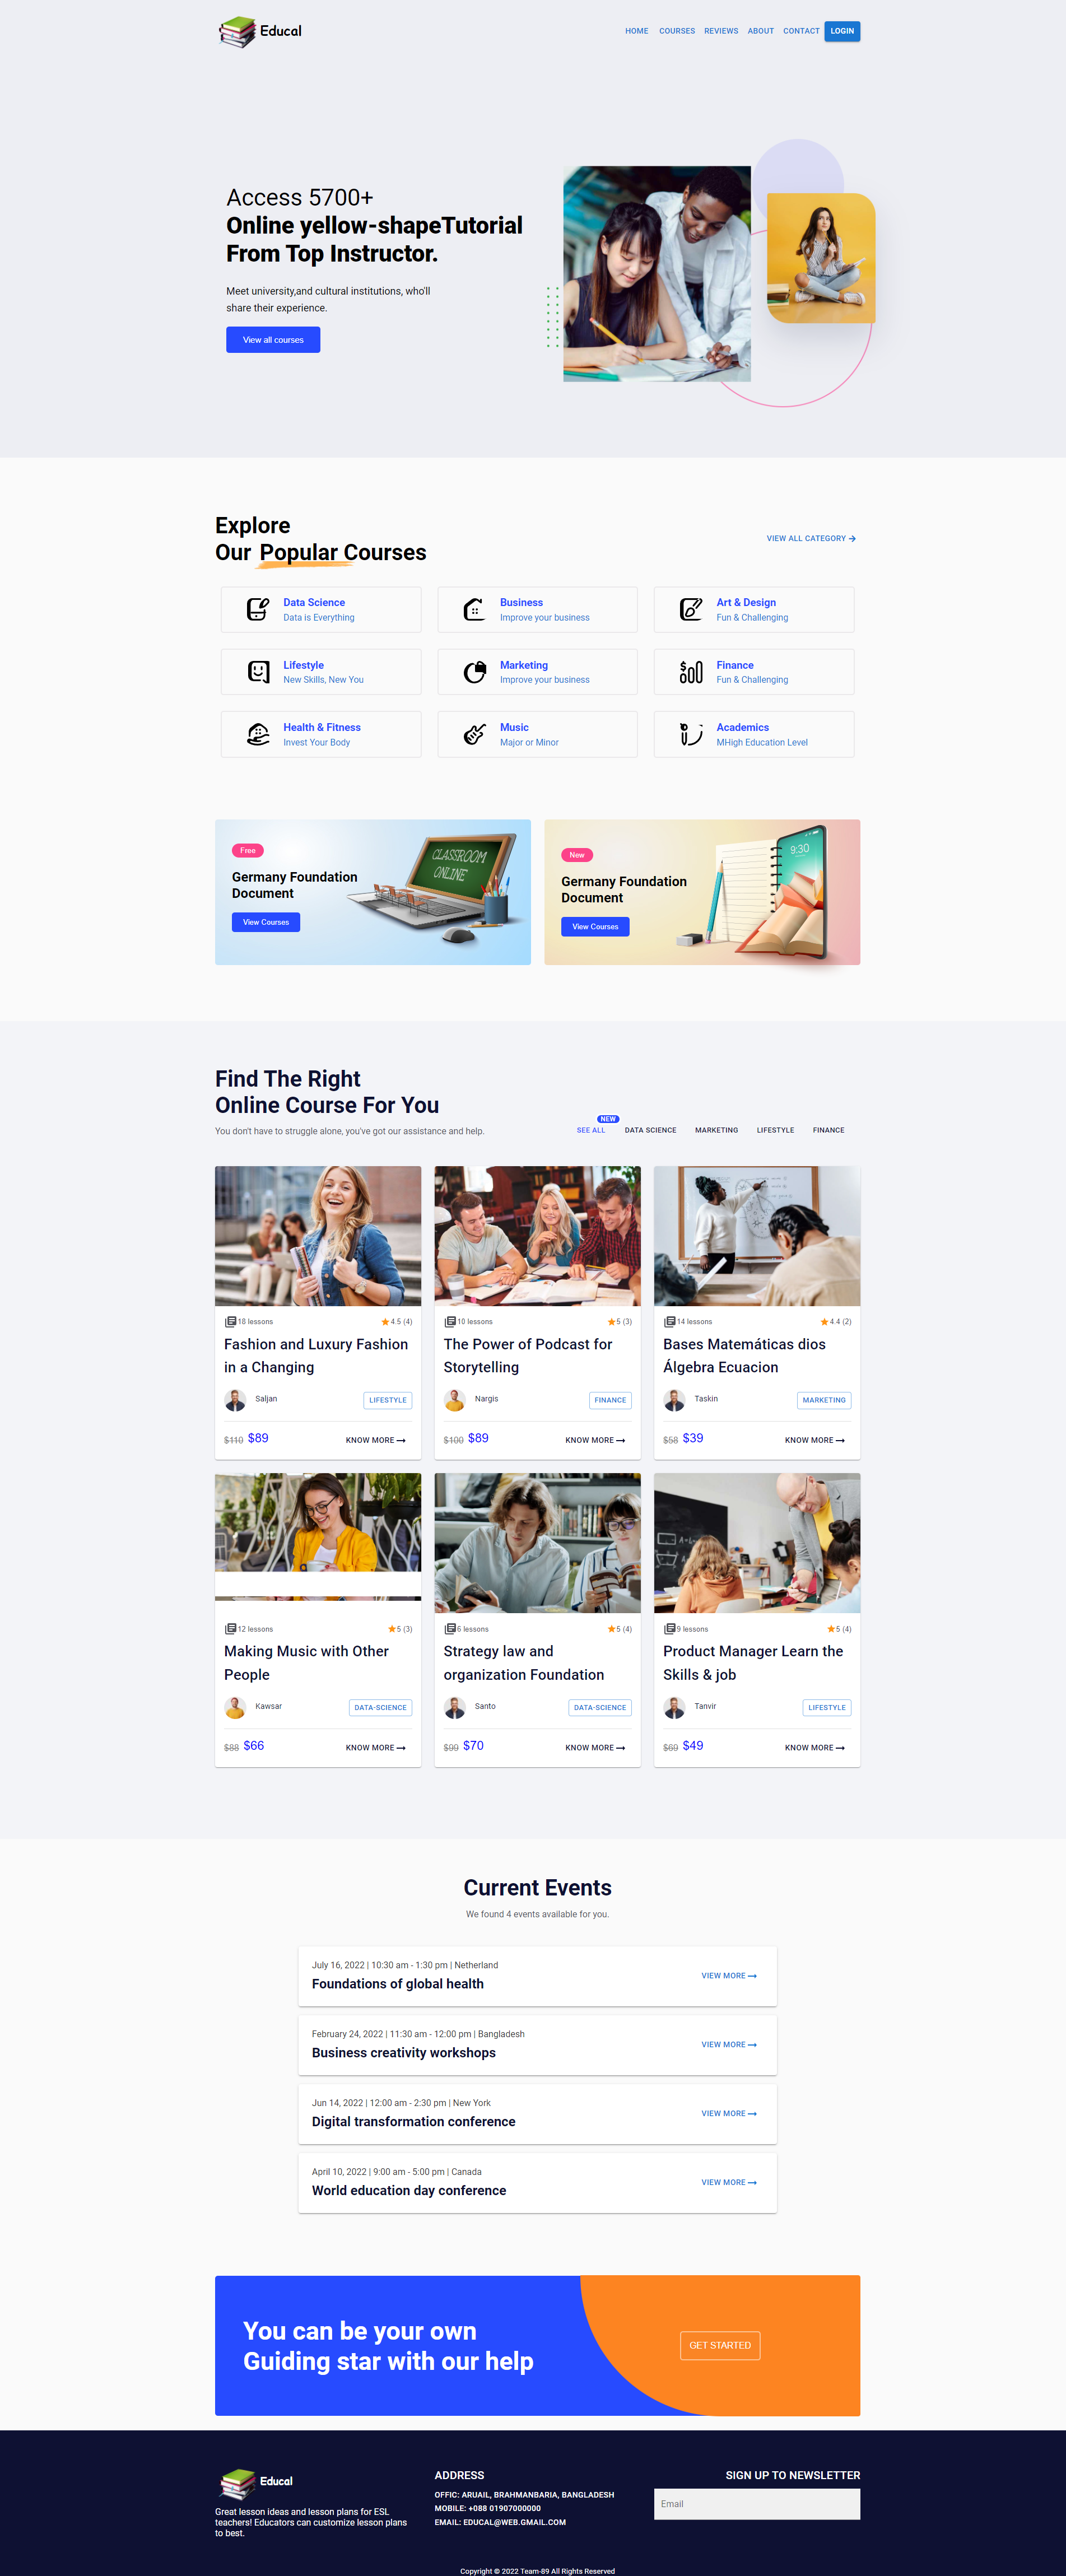 Educal
HOME COURSES REVIEWS ABOUT CONTACT LOGIN
Access 5700+
Online yellow-shapeTutorial
From Top Instructor.
Meet university,and cultural institutions, who'll
share their experience.
View all courses
Explore
Our Popular Courses
VIEW ALL CATEGORY
Data Science
Data is Everything
Business
Improve your business
Art & Design
Fun & Challenging
Lifestyle
New Skills, New You
Marketing
Improve your business
Finance
Fun & Challenging
Health & Fitness
Invest Your Body
Music
Major or Minor
Academics
MHigh Education Level
Free
Germany Foundation
Document
View Courses
CLASSROOM
ONLINE
New
Germany Foundation
Document
View Courses
9:30
Find The Right
Online Course For You
You don't have to struggle alone, you've got our assistance and help.
NEW
SEE ALL DATA SCIENCE MARKETING LIFESTYLE FINANCE
18 lessons 4.5 (4)
Fashion and Luxury Fashion
in a Changing
Saljan LIFESTYLE
$110 $89 KNOW MORE
10 lessons 5 (3)
The Power of Podcast for
Storytelling
Nargis FINANCE
$100 $89 KNOW MORE
14 lessons 4.4 (2)
Bases Matemáticas dios
Álgebra Ecuacion
Taskin MARKETING
$58 $39 KNOW MORE
12 lessons 5 (3)
Making Music with Other
People
Kawsar DATA-SCIENCE
$88 $66 KNOW MORE
6 lessons 5 (4)
Strategy law and
organization Foundation
Santo DATA-SCIENCE
$99 $70 KNOW MORE
9 lessons 5 (4)
Product Manager Learn the
Skills & job
Tanvir LIFESTYLE
$69 $49 KNOW MORE
Current Events
We found 4 events available for you.
July 16, 2022 | 10:30 am - 1:30 pm | Netherland
Foundations of global health
VIEW MORE
February 24, 2022 | 11:30 am - 12:00 pm | Bangladesh
Business creativity workshops
VIEW MORE
Jun 14, 2022 | 12:00 am - 2:30 pm | New York
Digital transformation conference
VIEW MORE
April 10, 2022 | 9:00 am - 5:00 pm | Canada
World education day conference
VIEW MORE
You can be your own
Guiding star with our help
GET STARTED
Educal
Great lesson ideas and lesson plans for ESL
teachers! Educators can customize lesson plans
to best.
ADDRESS
OFFIC: ARUAIL, BRAHMANBARIA, BANGLADESH
MOBILE: +088 01907000000
EMAIL: EDUCAL@WEB.GMAIL.COM
SIGN UP TO NEWSLETTER
Email
Copyright © 2022 Team-89 All Rights Reserved